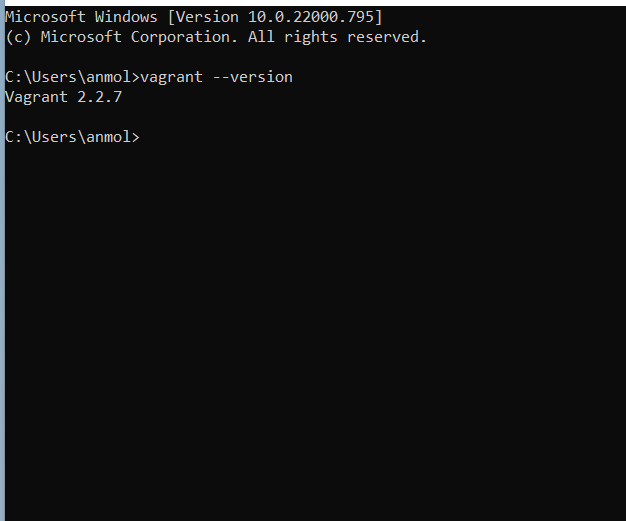 Microsoft Windows [Version 10.0.22000.795]
(c) Microsoft Corporation. All rights reserved.
C:\Users\anmol>vagrant --version
Vagrant 2.2.7
C:\Users\anmol>